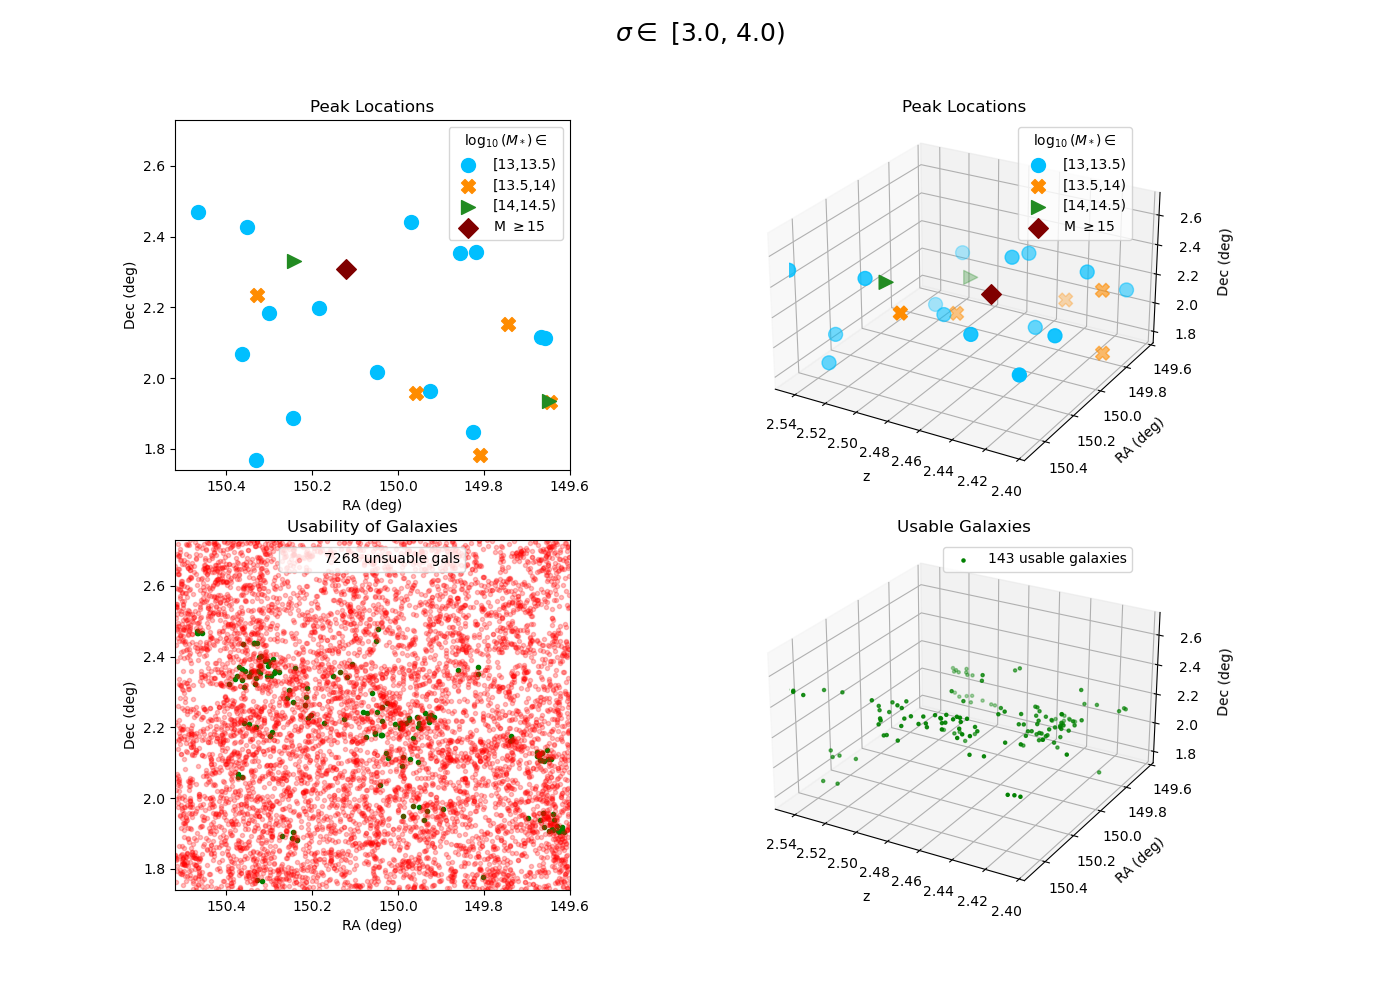 σ ∈ [3.0, 4.0)
Peak Locations
log₁₀(M*) ∈
[13,13.5)
[13.5,14)
[14,14.5)
M ≥15
2.6
2.4
2.2
2.0
1.8
Dec (deg)
150.4 150.2 150.0 149.8 149.6
RA (deg)
Peak Locations
log₁₀(M*) ∈
[13,13.5)
[13.5,14)
[14,14.5)
M ≥15
2.6
2.4
2.2
2.0
1.8
Dec (deg)
149.6
149.8
150.0
150.2
150.4
RA (deg)
2.54 2.52 2.50 2.48 2.46 2.44 2.42 2.40
z
Usability of Galaxies
7268 unsuable gals
2.6
2.4
2.2
2.0
1.8
Dec (deg)
150.4 150.2 150.0 149.8 149.6
RA (deg)
Usable Galaxies
143 usable galaxies
2.6
2.4
2.2
2.0
1.8
Dec (deg)
149.6
149.8
150.0
150.2
150.4
RA (deg)
2.54 2.52 2.50 2.48 2.46 2.44 2.42 2.40
z